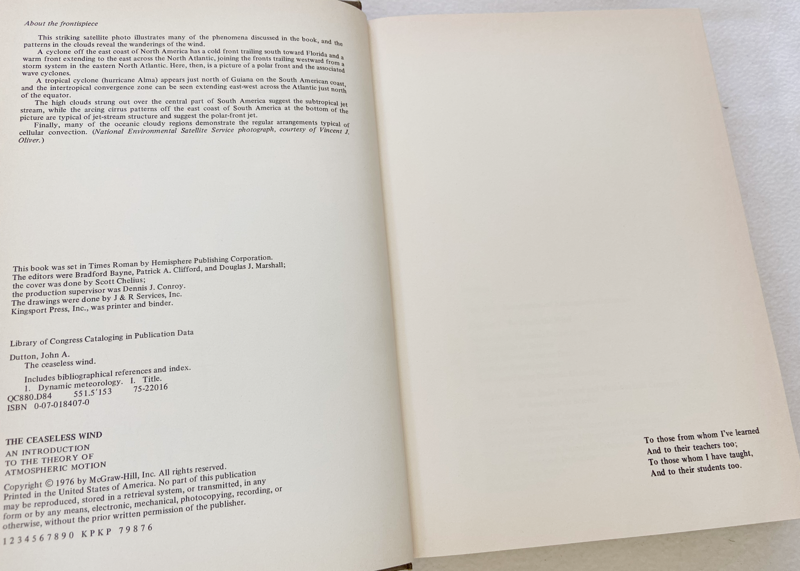 About the frontispiece
This striking satellite photo illustrates many of the phenomena discussed in the book, and the
patterns in the clouds reveal the wanderings of the wind.
A cyclone off the east coast of North America has a cold front trailing south toward Florida and a
warm front extending to the east across the North Atlantic, joining the fronts trailing westward from a
storm system in the eastern North Atlantic. Here, then, is a picture of a polar front and the associated
wave cyclones.
A tropical cyclone (hurricane Alma) appears just north of Guiana on the South American coast,
and the intertropical convergence zone can be seen extending east-west across the Atlantic just north
of the equator.
The high clouds strung out over the central part of South America suggest the subtropical jet
stream, while the arcing cirrus patterns off the east coast of South America at the bottom of the
picture are typical of jet-stream structure and suggest the polar-front jet.
Finally, many of the oceanic cloudy regions demonstrate the regular arrangements typical of
cellular convection. (National Environmental Satellite Service photograph, courtesy of Vincent J.
Oliver.)
This book was set in Times Roman by Hemisphere Publishing Corporation.
The editors were Bradford Bayne, Patrick A. Clifford, and Douglas J. Marshall;
the cover was done by Scott Chelius;
the production supervisor was Dennis J. Conroy.
The drawings were done by J & R Services, Inc.
Kingsport Press, Inc., was printer and binder.
Library of Congress Cataloging in Publication Data
Dutton, John A.
The ceaseless wind.
Includes bibliographical references and index.
1. Dynamic meteorology. I. Title.
QC880.D84 551.5'153 75-22016
ISBN 0-07-018407-0
THE CEASELESS WIND
AN INTRODUCTION
TO THE THEORY OF
ATMOSPHERIC MOTION
Copyright © 1976 by McGraw-Hill, Inc. All rights reserved.
Printed in the United States of America. No part of this publication
may be reproduced, stored in a retrieval system, or transmitted, in any
form or by any means, electronic, mechanical, photocopying, recording, or
otherwise, without the prior written permission of the publisher.
1 2 3 4 5 6 7 8 9 0 K P K P 7 9 8 7 6
To those from whom I've learned
And to their teachers too;
To those whom I have taught,
And to their students too.